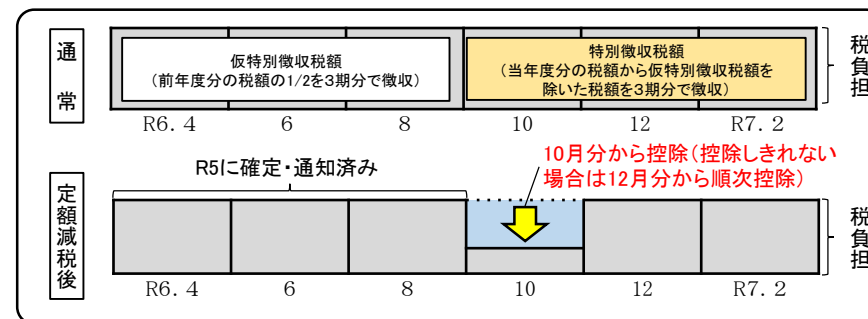 通常
仮特別徴収税額
（前年度分の税額の1/2を3期分で徴収）
特別徴収税額
（当年度分の税額から仮特別徴収税額を
除いた税額を3期分で徴収）
税負担
R6．4
6
8
10
12
R7．2
R5に確定・通知済み
10月分から控除（控除しきれない
場合は12月分から順次控除）
定額減税後
税負担
R6．4
6
8
10
12
R7．2